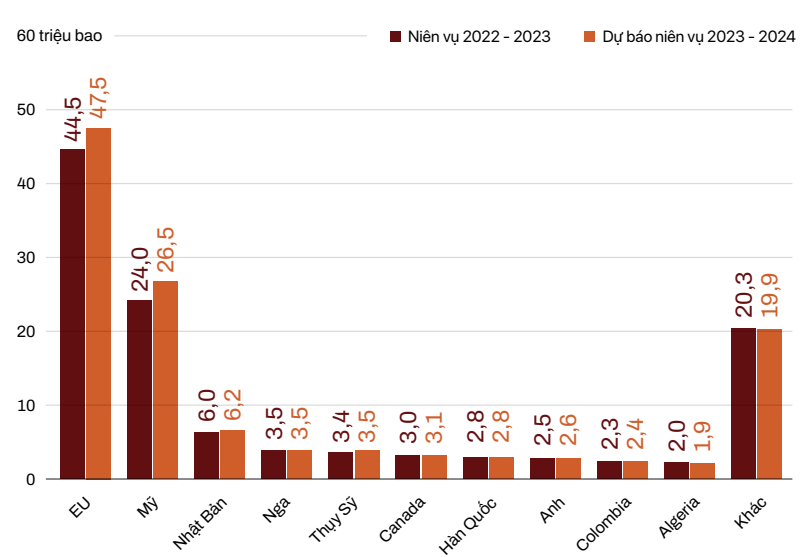 60 triệu bao
Niên vụ 2022 - 2023
Dự báo niên vụ 2023 - 2024
50
40
30
20
10
0
44,5
47,5
24,0
26,5
6,0
6,2
3,5
3,5
3,4
3,5
3,0
3,1
2,8
2,8
2,5
2,6
2,3
2,4
2,0
1,9
20,3
19,9
EU
Mỹ
Nhật Bản
Nga
Thụy Sỹ
Canada
Hàn Quốc
Anh
Colombia
Algeria
Khác